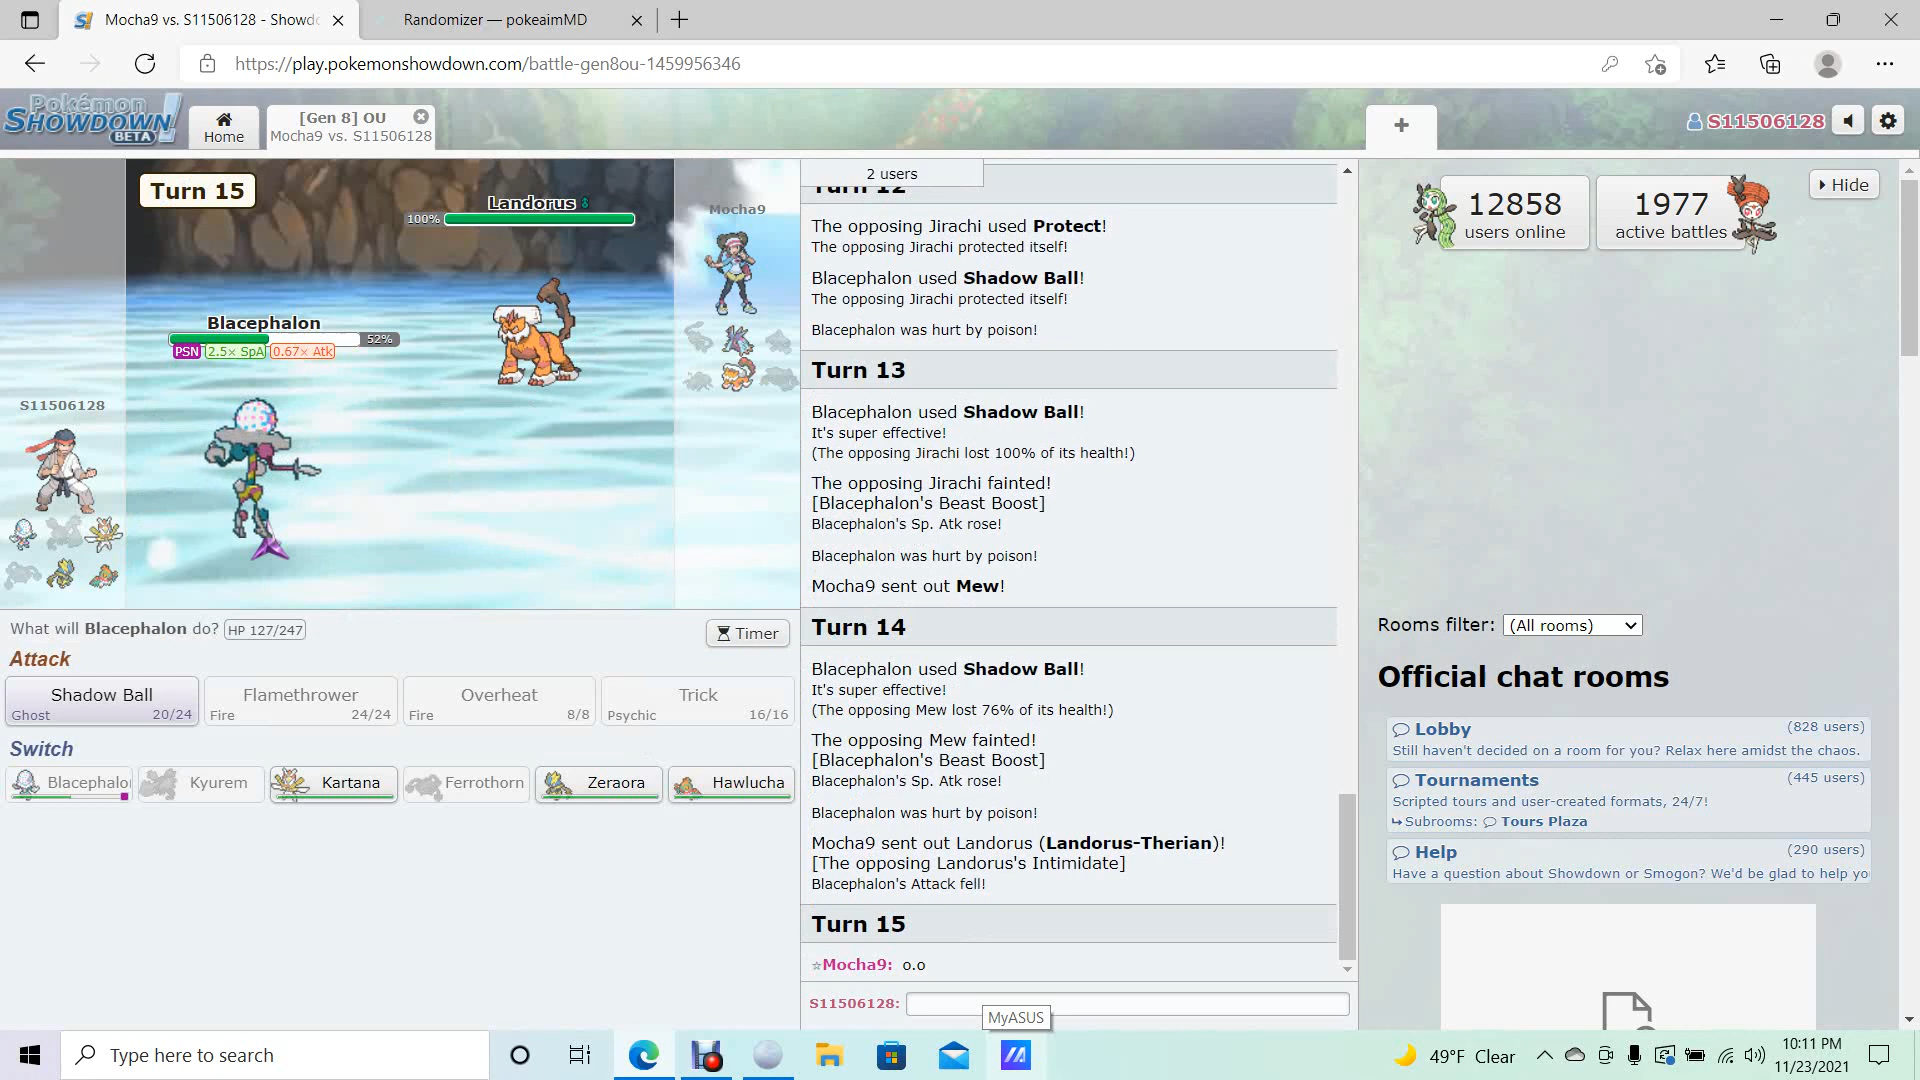 Mocha9 vs. S11506128 - Showdo
Randomizer — pokeaimMD
https://play.pokemonshowdown.com/battle-gen8ou-1459956346
Pokémon
SHOWDOWN!
BETA
Home
[Gen 8] OU
Mocha9 vs. S11506128
S11506128
Turn 15
Landorus
100%
Mocha9
Blacephalon
52%
PSN 2.5× SpA 0.67× Atk
S11506128
What will Blacephalon do? HP 127/247
Timer
Attack
Shadow Ball
Ghost 20/24
Flamethrower
Fire 24/24
Overheat
Fire 8/8
Trick
Psychic 16/16
Switch
Blacephalo
Kyurem
Kartana
Ferrothorn
Zeraora
Hawlucha
2 users
Turn 12
The opposing Jirachi used Protect!
The opposing Jirachi protected itself!
Blacephalon used Shadow Ball!
The opposing Jirachi protected itself!
Blacephalon was hurt by poison!
Turn 13
Blacephalon used Shadow Ball!
It's super effective!
(The opposing Jirachi lost 100% of its health!)
The opposing Jirachi fainted!
[Blacephalon's Beast Boost]
Blacephalon's Sp. Atk rose!
Blacephalon was hurt by poison!
Mocha9 sent out Mew!
Turn 14
Blacephalon used Shadow Ball!
It's super effective!
(The opposing Mew lost 76% of its health!)
The opposing Mew fainted!
[Blacephalon's Beast Boost]
Blacephalon's Sp. Atk rose!
Blacephalon was hurt by poison!
Mocha9 sent out Landorus (Landorus-Therian)!
[The opposing Landorus's Intimidate]
Blacephalon's Attack fell!
Turn 15
☆Mocha9: o.o
S11506128:
MyASUS
12858
users online
1977
active battles
Hide
Rooms filter: (All rooms)
Official chat rooms
Lobby (828 users)
Still haven't decided on a room for you? Relax here amidst the chaos.
Tournaments (445 users)
Scripted tours and user-created formats, 24/7!
↳ Subrooms: Tours Plaza
Help (290 users)
Have a question about Showdown or Smogon? We'd be glad to help yo
Type here to search
49°F Clear
10:11 PM
11/23/2021